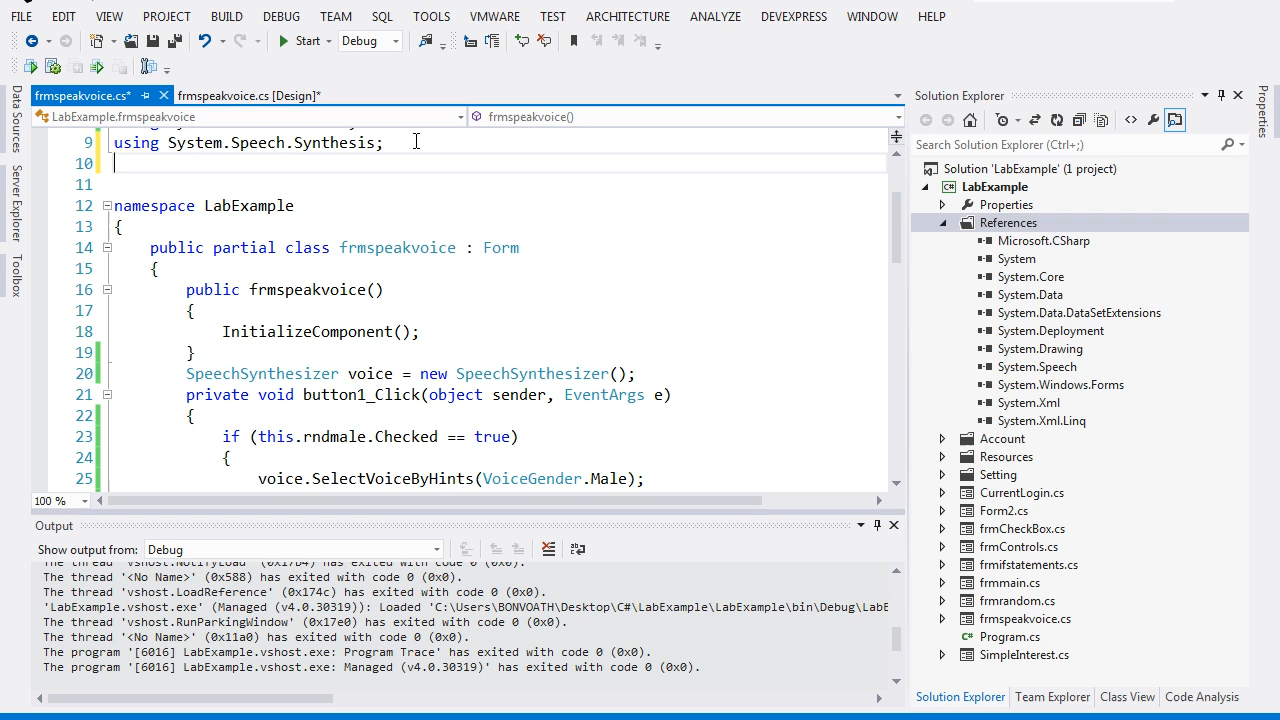 FILE EDIT VIEW PROJECT BUILD DEBUG TEAM SQL TOOLS VMWARE TEST ARCHITECTURE ANALYZE DEVEXPRESS WINDOW HELP
Start Debug
frmspeakvoice.cs* frmspeakvoice.cs [Design]*
LabExample.frmspeakvoice frmspeakvoice()
9 using System.Speech.Synthesis;
10
11
12 namespace LabExample
13 {
14 public partial class frmspeakvoice : Form
15 {
16 public frmspeakvoice()
17 {
18 InitializeComponent();
19 }
20 SpeechSynthesizer voice = new SpeechSynthesizer();
21 private void button1_Click(object sender, EventArgs e)
22 {
23 if (this.rndmale.Checked == true)
24 {
25 voice.SelectVoiceByHints(VoiceGender.Male);
100 %
Output
Show output from: Debug
The thread 'vshost.NotifyLoad' (0x17b4) has exited with code 0 (0x0).
The thread '<No Name>' (0x588) has exited with code 0 (0x0).
The thread 'vshost.LoadReference' (0x174c) has exited with code 0 (0x0).
'LabExample.vshost.exe' (Managed (v4.0.30319)): Loaded 'C:\Users\BONVOATH\Desktop\C#\LabExample\LabExample\bin\Debug\LabE
The thread 'vshost.RunParkingWindow' (0x17e0) has exited with code 0 (0x0).
The thread '<No Name>' (0x11a0) has exited with code 0 (0x0).
The program '[6016] LabExample.vshost.exe: Program Trace' has exited with code 0 (0x0).
The program '[6016] LabExample.vshost.exe: Managed (v4.0.30319)' has exited with code 0 (0x0).
Data Sources
Server Explorer
Toolbox
Solution Explorer
Search Solution Explorer (Ctrl+;)
Solution 'LabExample' (1 project)
LabExample
Properties
References
Microsoft.CSharp
System
System.Core
System.Data
System.Data.DataSetExtensions
System.Deployment
System.Drawing
System.Speech
System.Windows.Forms
System.Xml
System.Xml.Linq
Account
Resources
Setting
CurrentLogin.cs
Form2.cs
frmCheckBox.cs
frmControls.cs
frmifstatements.cs
frmmain.cs
frmrandom.cs
frmspeakvoice.cs
Program.cs
SimpleInterest.cs
Solution Explorer Team Explorer Class View Code Analysis
Properties